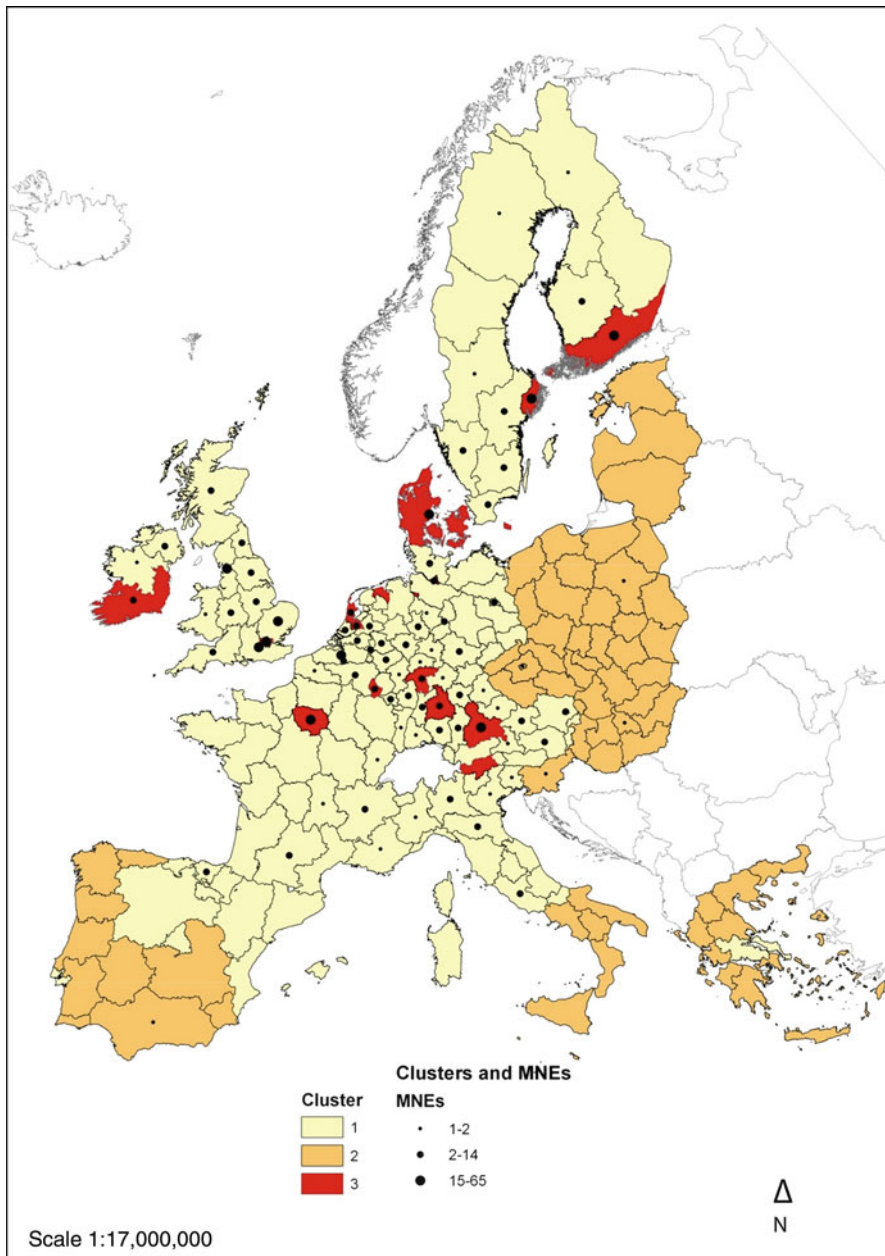 Clusters and MNEs
Cluster
1
2
3
MNEs
1-2
2-14
15-65
Δ
N
Scale 1:17,000,000